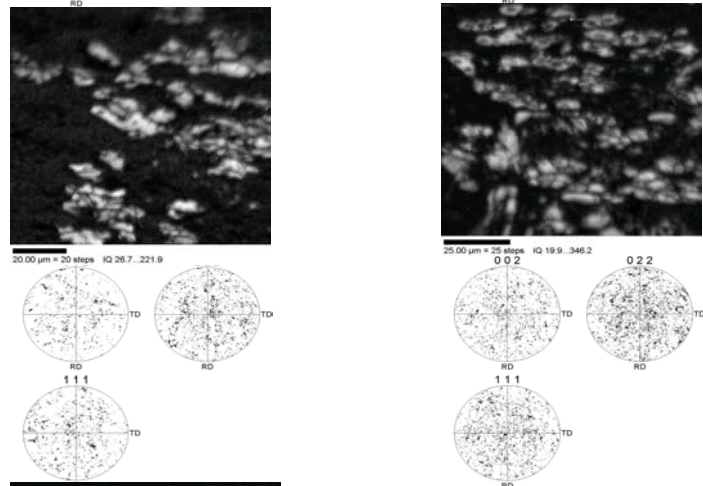 RD
20.00 µm = 20 steps IQ 26.7...221.9
TD
TD
RD
RD
1 1 1
TD
RD
RD
25.00 µm = 25 steps IQ 19.9...346.2
0 0 2
0 2 2
TD
TD
RD
RD
1 1 1
TD
RD